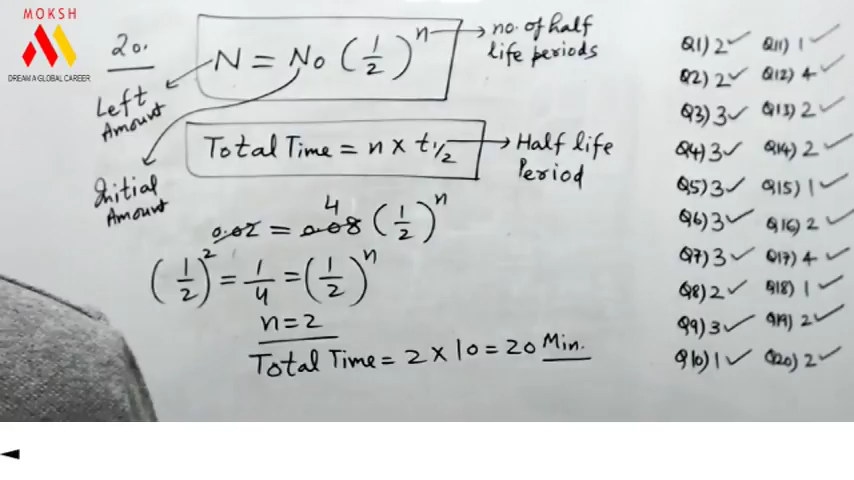 MOKSH
DREAM A GLOBAL CAREER
20.
N = No (1/2)^n → no. of half life periods
Left Amount
Initial Amount
Total Time = n × t1/2 → Half life Period
0.02 = 0.08 (1/2)^n
4
(1/2)^2 = 1/4 = (1/2)^n
n=2
Total Time = 2 × 10 = 20 Min.
Q1) 2✓ Q11) 1✓
Q2) 2✓ Q12) 4✓
Q3) 3✓ Q13) 2✓
Q4) 3✓ Q14) 2✓
Q5) 3✓ Q15) 1✓
Q6) 3✓ Q16) 2✓
Q7) 3✓ Q17) 4✓
Q8) 2✓ Q18) 1✓
Q9) 3✓ Q19) 2✓
Q10) 1✓ Q20) 2✓